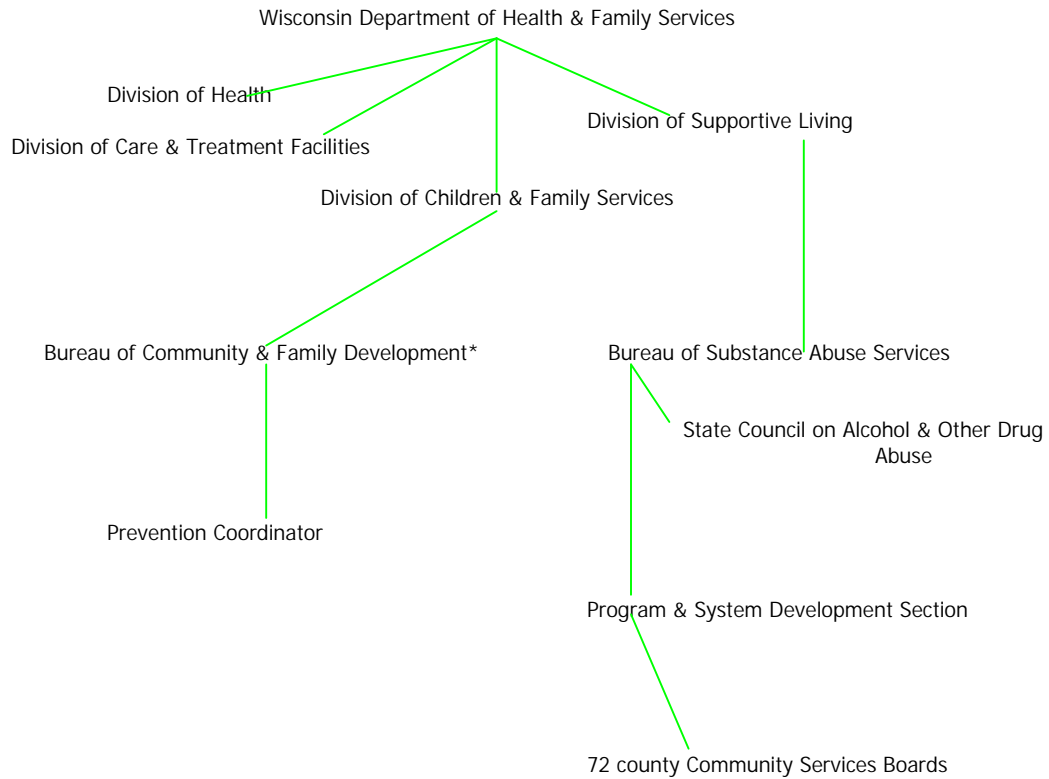 Wisconsin Department of Health & Family Services
Division of Health
Division of Supportive Living
Division of Care & Treatment Facilities
Division of Children & Family Services
Bureau of Community & Family Development*
Bureau of Substance Abuse Services
State Council on Alcohol & Other Drug
Abuse
Prevention Coordinator
Program & System Development Section
72 county Community Services Boards